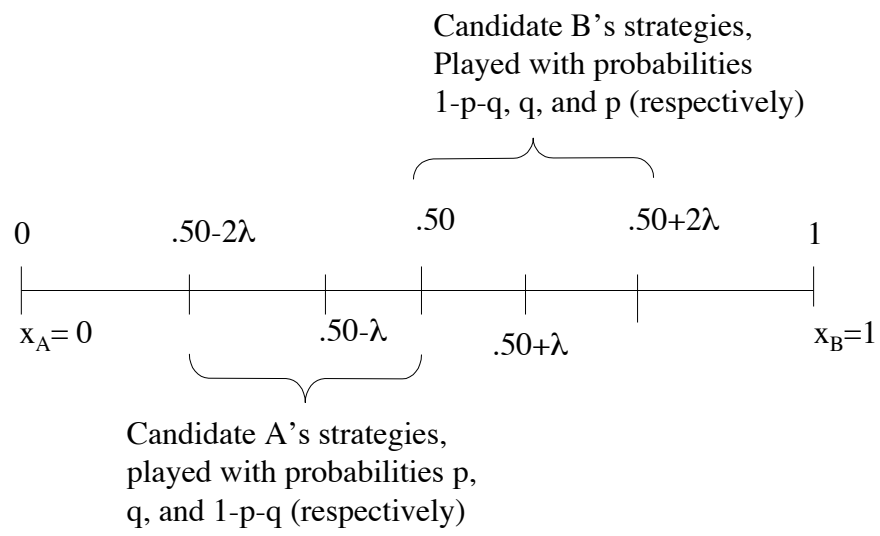 Candidate B’s strategies,
Played with probabilities
1-p-q, q, and p (respectively)
0
.50-2λ
.50
.50+2λ
1
x_A= 0
.50-λ
.50+λ
x_B=1
Candidate A’s strategies,
played with probabilities p,
q, and 1-p-q (respectively)